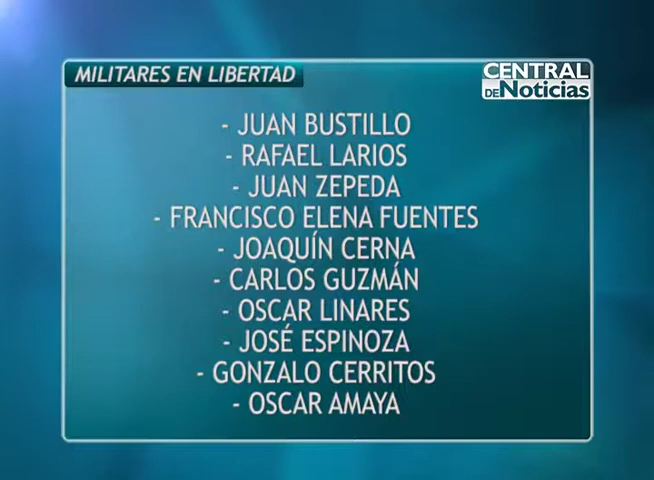 MILITARES EN LIBERTAD
CENTRAL
DE Noticias
- JUAN BUSTILLO
- RAFAEL LARIOS
- JUAN ZEPEDA
- FRANCISCO ELENA FUENTES
- JOAQUÍN CERNA
- CARLOS GUZMÁN
- OSCAR LINARES
- JOSÉ ESPINOZA
- GONZALO CERRITOS
- OSCAR AMAYA